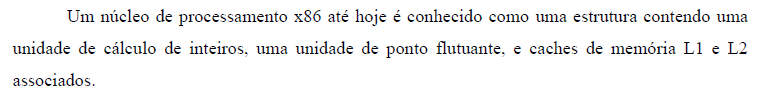 Um núcleo de processamento x86 até hoje é conhecido como uma estrutura contendo uma
unidade de cálculo de inteiros, uma unidade de ponto flutuante, e caches de memória L1 e L2
associados.